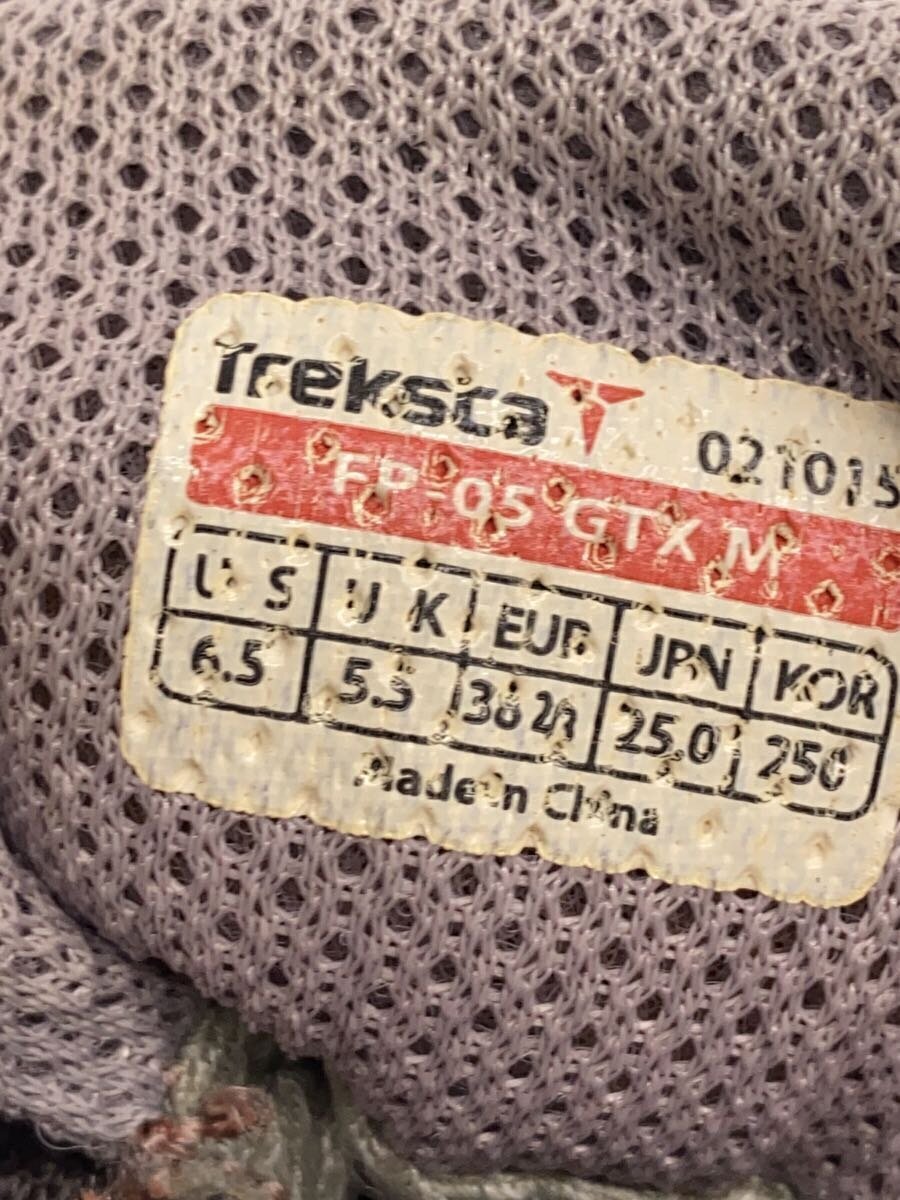 Treksta
021015
FP-05 GTX M
US UK EUR JPN KOR
6.5 5.5 38 2/3 25.0 250
Made in China